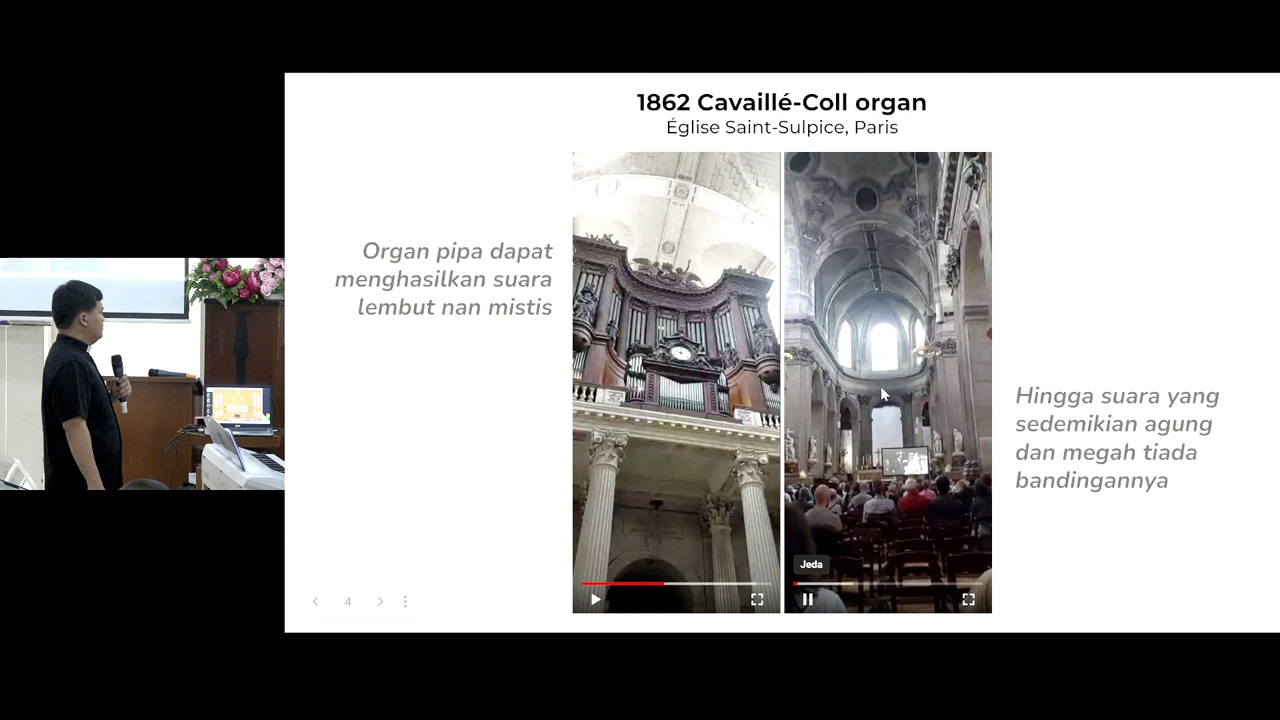 1862 Cavaillé-Coll organ
Église Saint-Sulpice, Paris
Organ pipa dapat
menghasilkan suara
lembut nan mistis
Hingga suara yang
sedemikian agung
dan megah tiada
bandingannya
Jeda
4